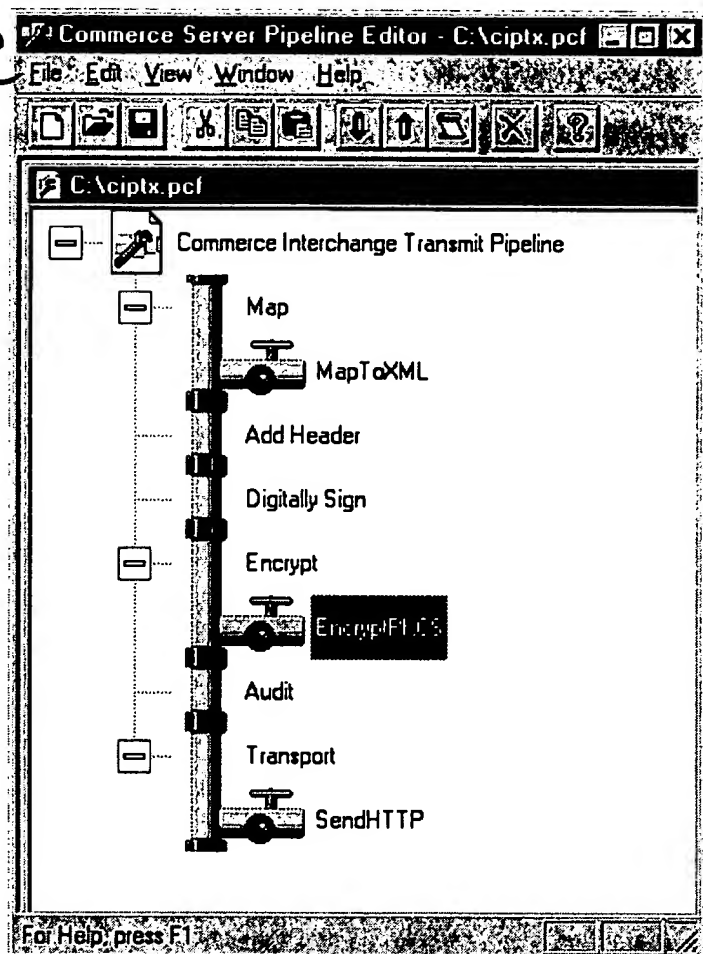 Commerce Server Pipeline Editor - C:\ciptx.pcf
File Edit View Window Help
C:\ciptx.pcf
Commerce Interchange Transmit Pipeline
Map
MapToXML
Add Header
Digitally Sign
Encrypt
Audit
Transport
SendHTTP
For Help, press F1